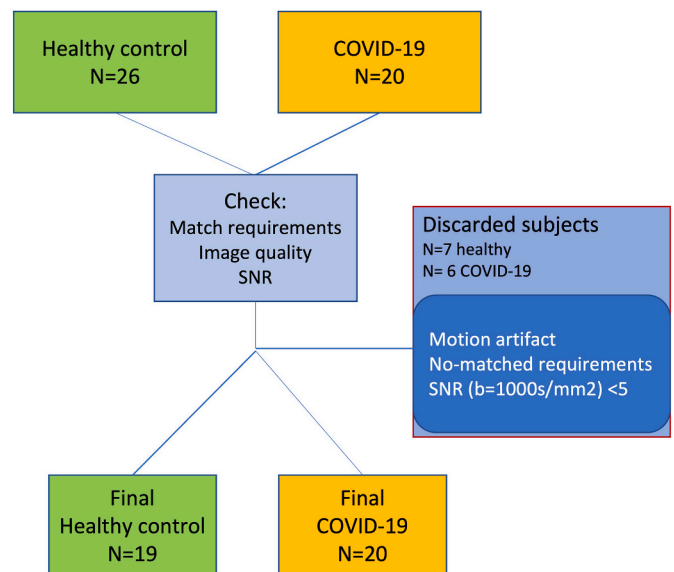 Healthy control
N=26
COVID-19
N=20
Check:
Match requirements
Image quality
SNR
Discarded subjects
N=7 healthy
N= 6 COVID-19
Motion artifact
No-matched requirements
SNR (b=1000s/mm2) <5
Final
Healthy control
N=19
Final
COVID-19
N=20